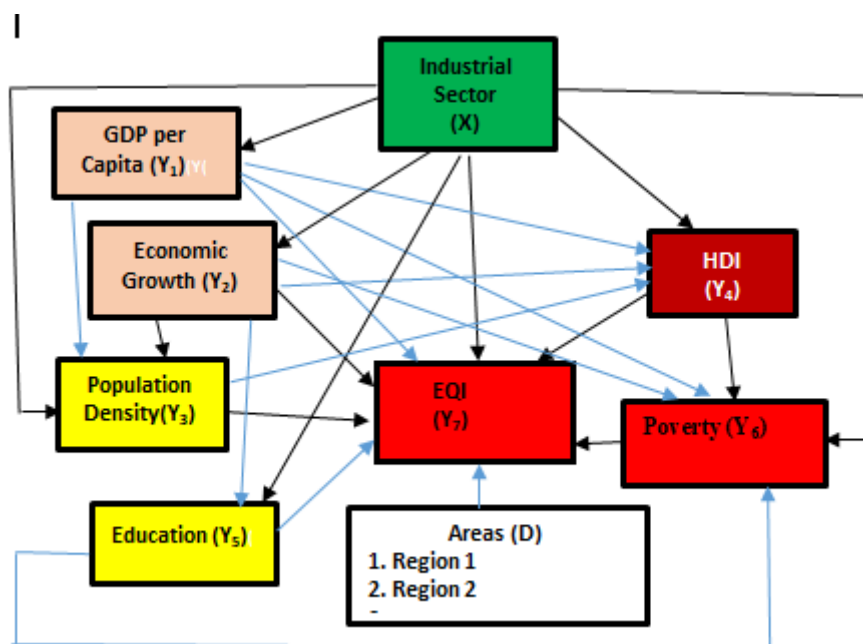 Industrial
Sector
(X)
GDP per
Capita (Y₁)(Y(
Economic
Growth (Y₂)
HDI
(Y₄)
Population
Density(Y₃)
EQI
(Y₇)
Poverty (Y₆)
Education (Y₅)
Areas (D)
1. Region 1
2. Region 2